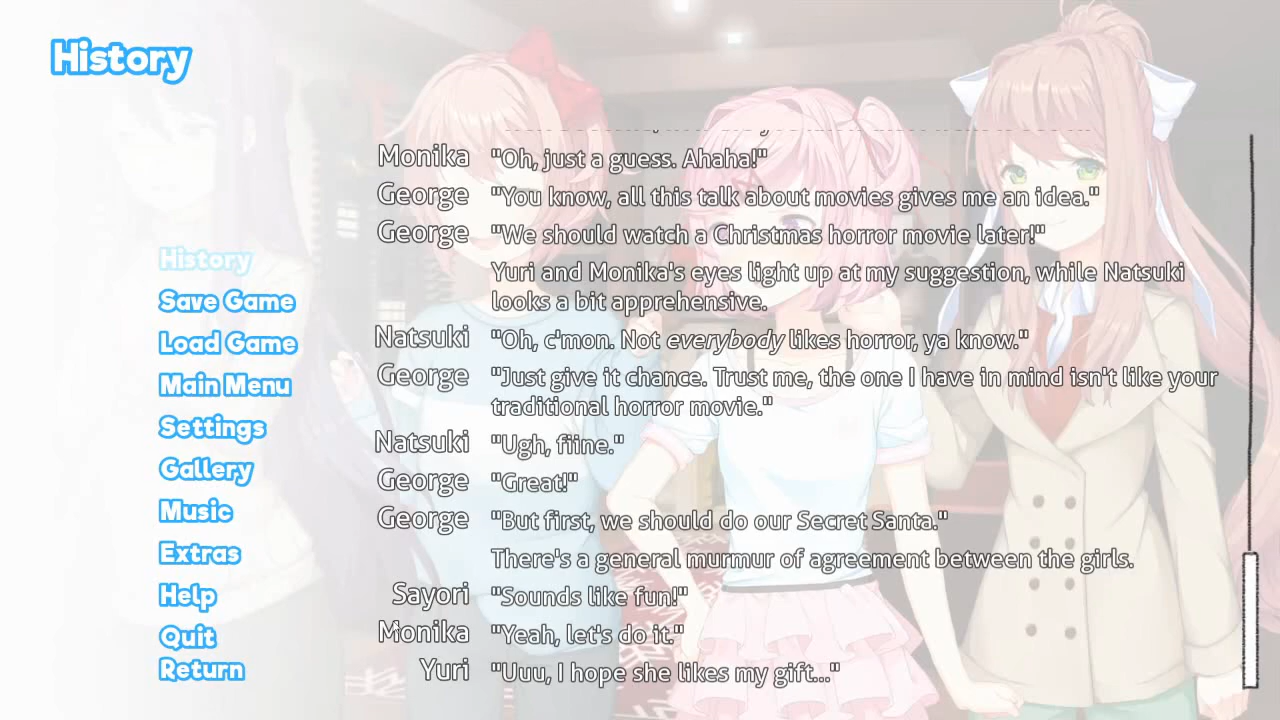 History
Monika "Oh, just a guess. Ahaha!"
George "You know, all this talk about movies gives me an idea."
George "We should watch a Christmas horror movie later!"
Yuri and Monika's eyes light up at my suggestion, while Natsuki
looks a bit apprehensive.
Natsuki "Oh, c'mon. Not everybody likes horror, ya know."
George "Just give it chance. Trust me, the one I have in mind isn't like your
traditional horror movie."
Natsuki "Ugh, fiine."
George "Great!"
George "But first, we should do our Secret Santa."
There's a general murmur of agreement between the girls.
Sayori "Sounds like fun!"
Monika "Yeah, let's do it."
Yuri "Uuu, I hope she likes my gift..."
History
Save Game
Load Game
Main Menu
Settings
Gallery
Music
Extras
Help
Quit
Return